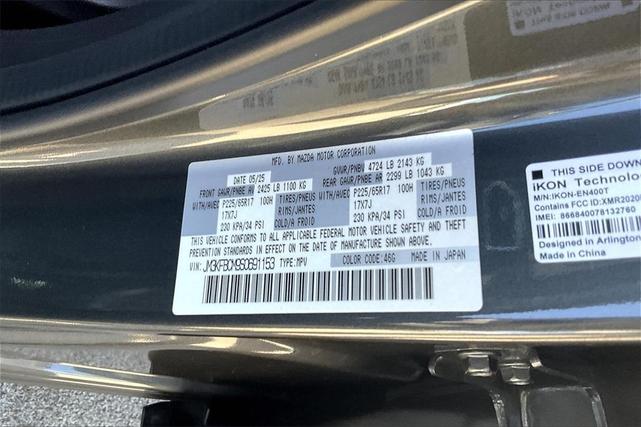 MFD. BY MAZDA MOTOR CORPORATION
DATE 05/25
GVWR/PNBV 4724 LB 2143 KG
FRONT GAWR/PNBE AV 2425 LB 1100 KG
REAR GAWR/PNBE AR 2299 LB 1043 KG
WITH/AVEC P225/65R17 100H TIRES/PNEU
17X7J RIMS/JANTES
230 KPA/34 PSI COLD/A FROID
WITH/AVEC P225/65R17 100H TIRES/PNEU
17X7J RIMS/JANTES
230 KPA/34 PSI COLD/A FROID
THIS VEHICLE CONFORMS TO ALL APPLICABLE FEDERAL MOTOR VEHICLE SAFETY AND THEFT
PREVENTION STANDARDS IN EFFECT ON THE DATE OF MANUFACTURE SHOWN ABOVE.
VIN: TYPE:MPV COLOR CODE:46G MADE IN JAPAN
THIS SIDE DOWN
iKON Technolo
M/N:IKON-EN400T
Contains FCC ID:XMR2020
IMEI: 866840078132760
Designed in Arlington
Made in China